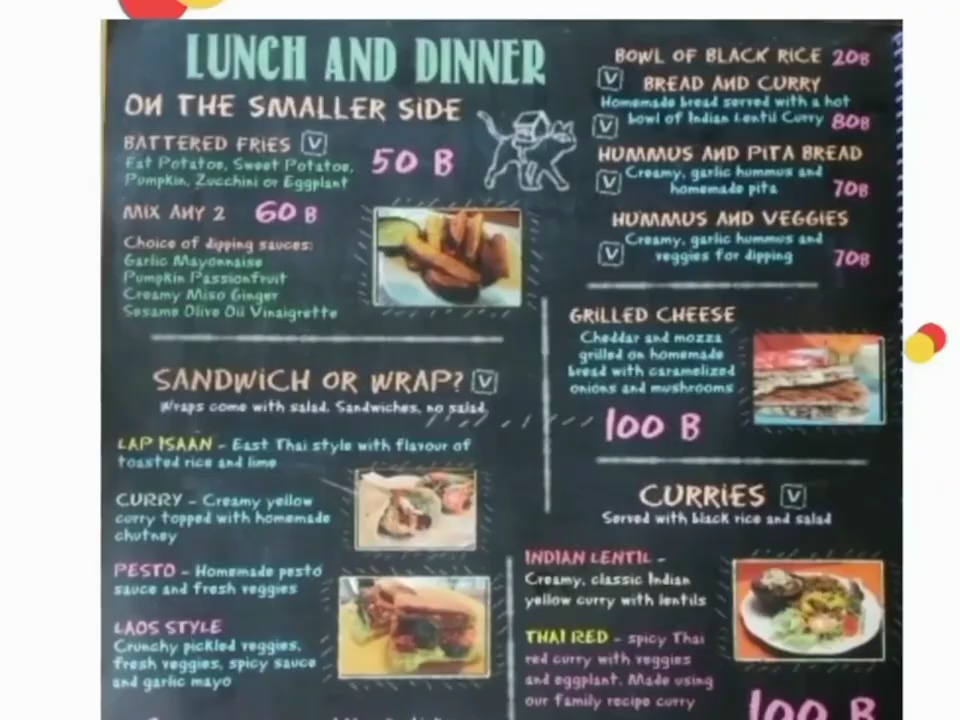 LUNCH AND DINNER
ON THE SMALLER SiDE
BATTERED FRIES V
Fat Potatoe, Sweet Potatoe,
Pumpkin, Zucchini or Eggplant
50 B
MIX ANY 2 60 B
Choice of dipping sauces:
Garlic Mayonnaise
Pumpkin Passionfruit
Creamy Miso Ginger
Sesame Olive Oil Vinaigrette
SANDWiCH OR WRAP? V
Wraps come with salad. Sandwiches, no salad.
LAP ISAAN - East Thai style with flavour of
toasted rice and lime
CURRY - Creamy yellow
curry topped with homemade
chutney
PESTO - Homemade pesto
sauce and fresh veggies
LAOS STYLE
Crunchy pickled veggies,
fresh veggies, spicy sauce
and garlic mayo
BOWL OF BLACK RICE 20B
V BREAD AND CURRY
Homemade bread served with a hot
V bowl of Indian Lentil Curry 80B
HUMMUS AND PITA BREAD
V Creamy, garlic hummus and
homemade pita 70B
HUMMUS AND VEGGIES
V Creamy, garlic hummus and
veggies for dipping 70B
GRILLED CHEESE
Cheddar and mozza
grilled on homemade
bread with caramelized
onions and mushrooms
100 B
CURRiES V
Served with black rice and salad
INDIAN LENTIL -
Creamy, classic Indian
yellow curry with lentils
THAI RED - spicy Thai
red curry with veggies
and eggplant. Made using
our family recipe curry
100 B